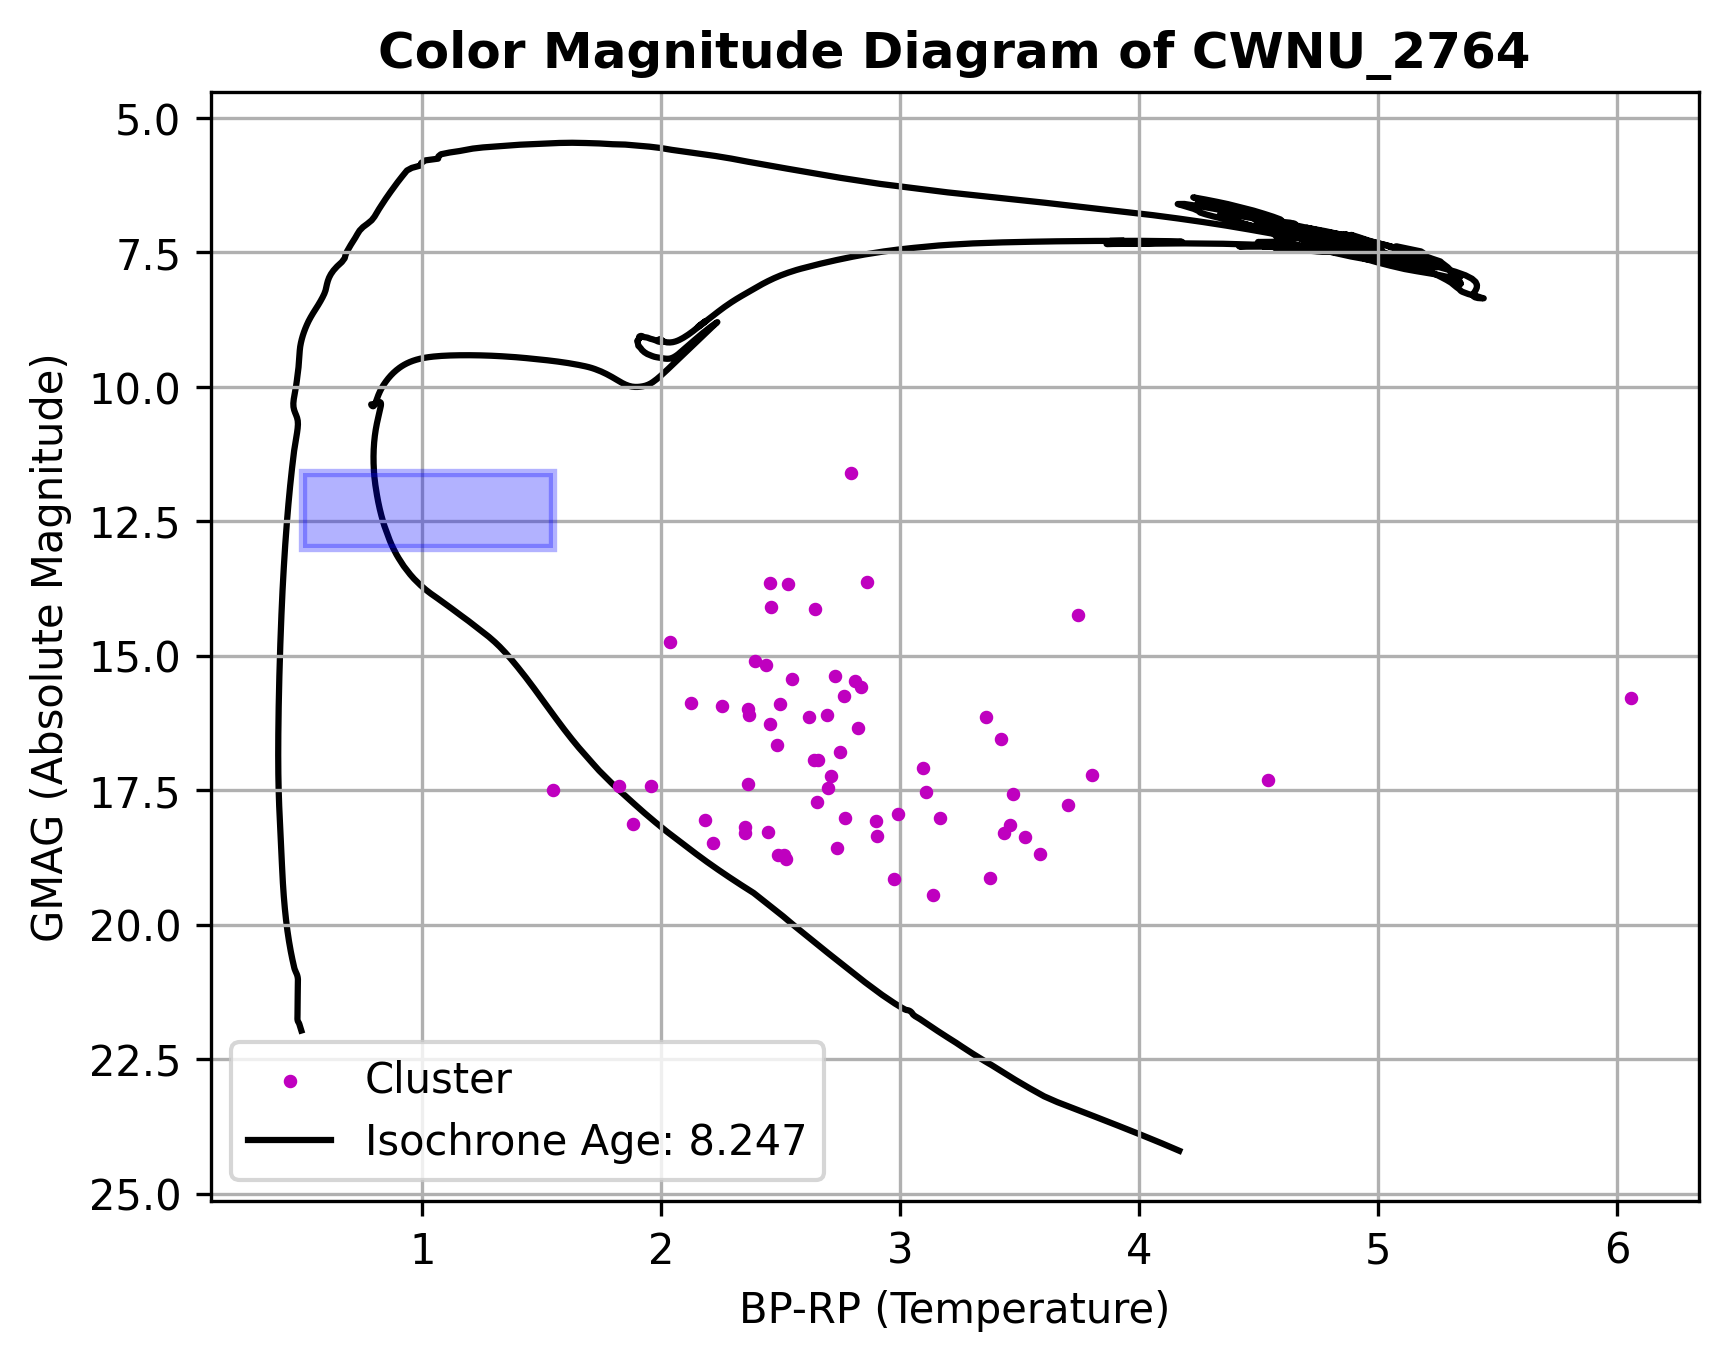 Color Magnitude Diagram of CWNU_2764
GMAG (Absolute Magnitude)
5.0
7.5
10.0
12.5
15.0
17.5
20.0
22.5
25.0
Cluster
Isochrone Age: 8.247
1 2 3 4 5 6
BP-RP (Temperature)